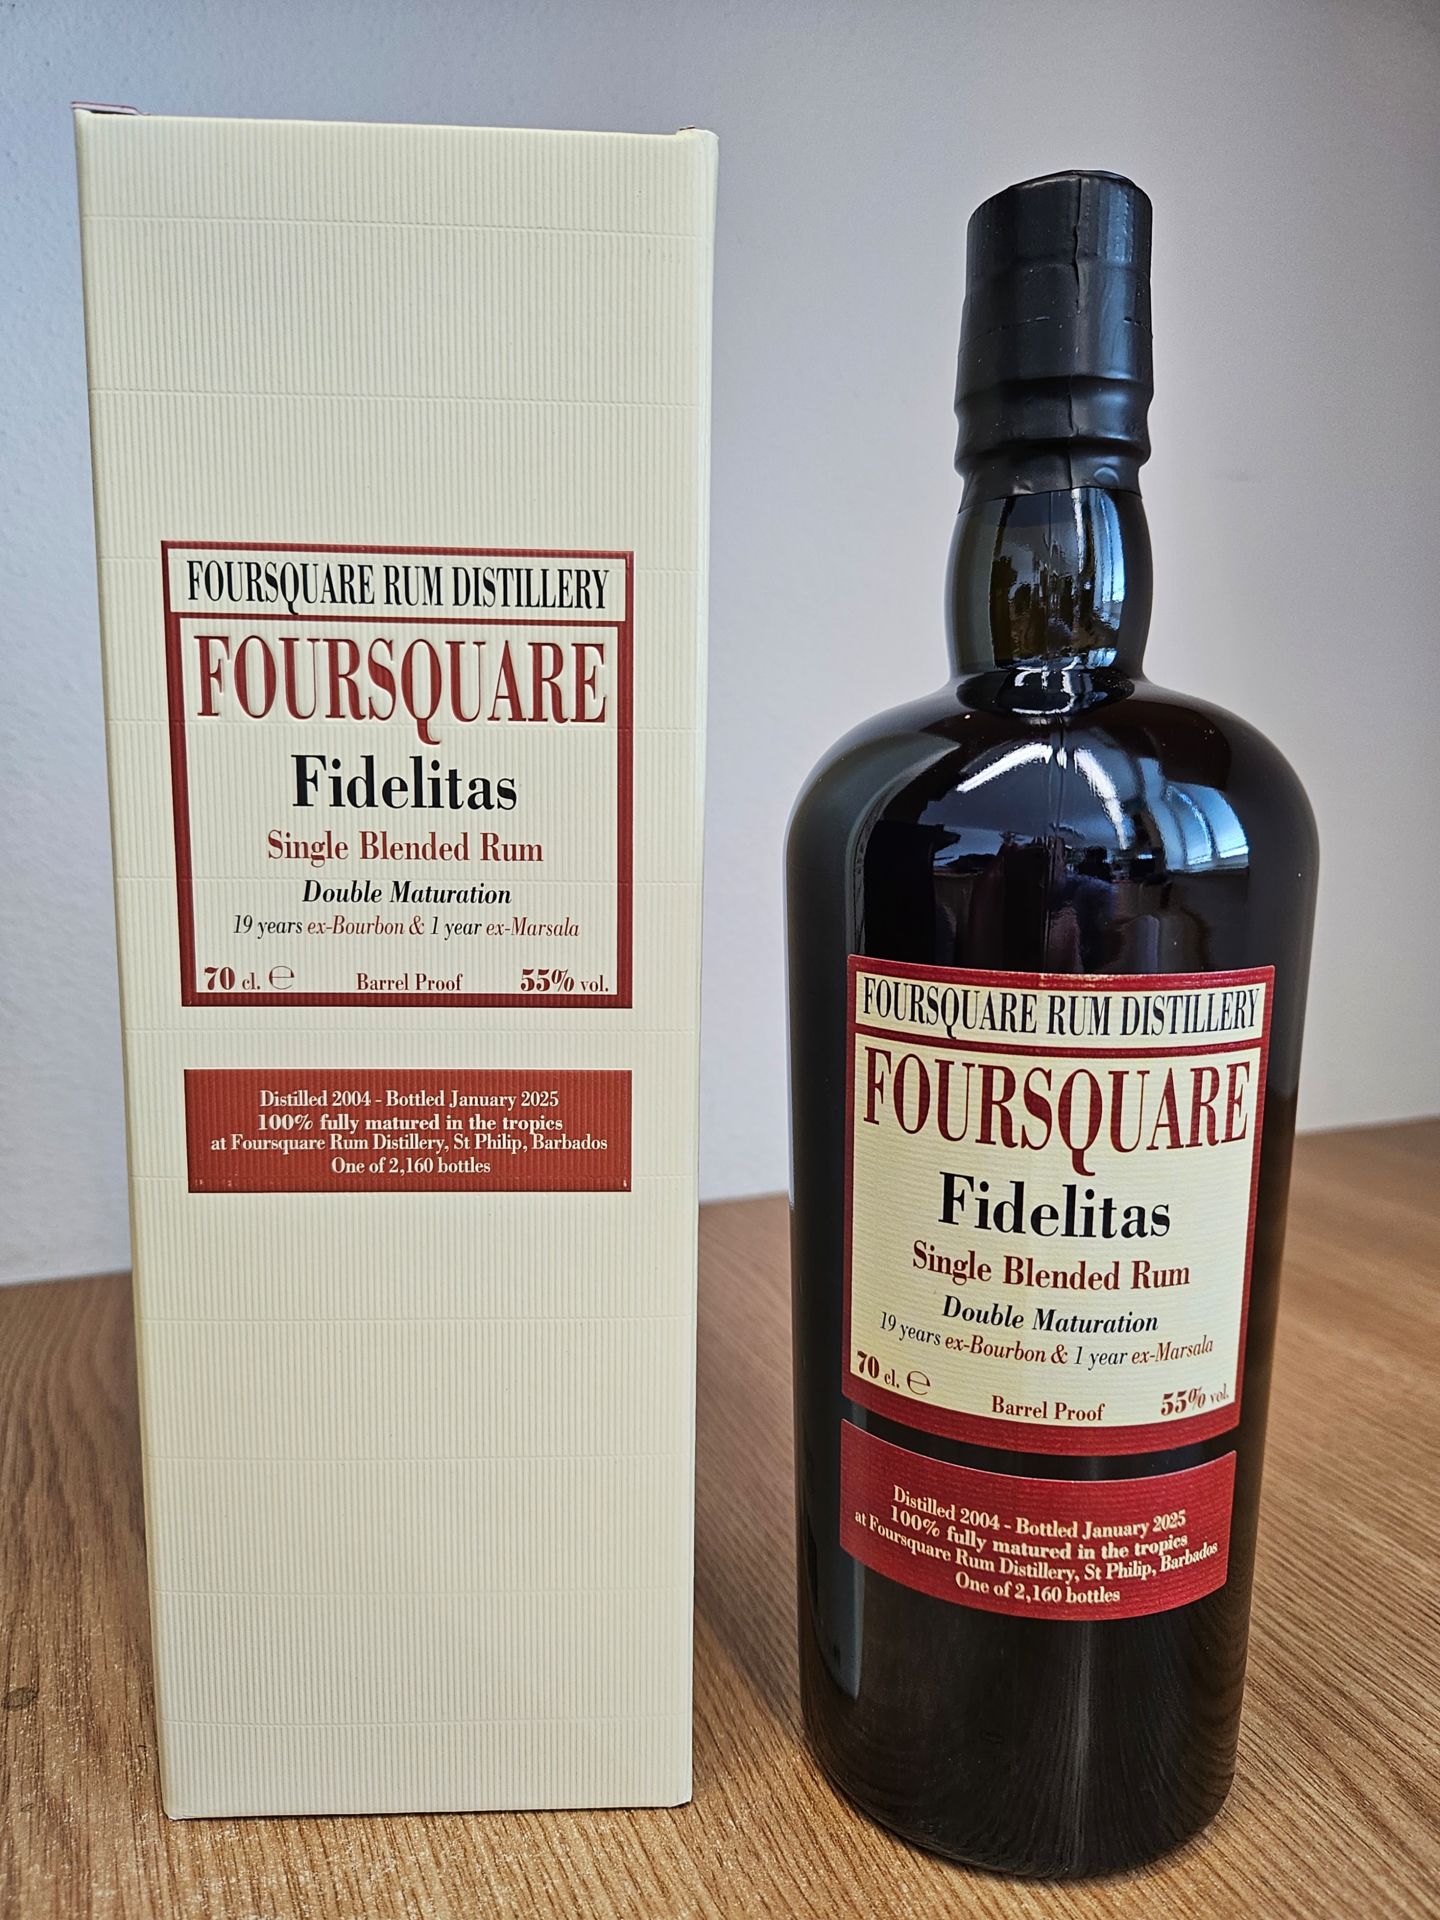 FOURSQUARE RUM DISTILLERY
FOURSQUARE
Fidelitas
Single Blended Rum
Double Maturation
19 years ex-Bourbon & 1 year ex-Marsala
70 cl. ℮ Barrel Proof 55% vol.
Distilled 2004 - Bottled January 2025
100% fully matured in the tropics
at Foursquare Rum Distillery, St Philip, Barbados
One of 2,160 bottles
FOURSQUARE RUM DISTILLERY
FOURSQUARE
Fidelitas
Single Blended Rum
Double Maturation
19 years ex-Bourbon & 1 year ex-Marsala
70 cl. ℮ Barrel Proof 55% vol.
Distilled 2004 - Bottled January 2025
100% fully matured in the tropics
at Foursquare Rum Distillery, St Philip, Barbados
One of 2,160 bottles